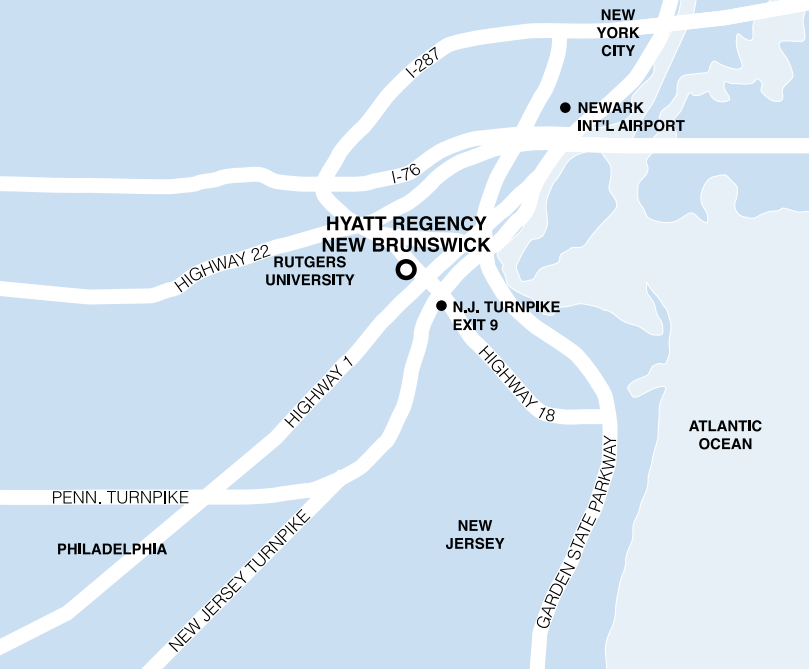 NEW
YORK
CITY
I-287
NEWARK
INT'L AIRPORT
I-76
HYATT REGENCY
NEW BRUNSWICK
HIGHWAY 22
RUTGERS
UNIVERSITY
N.J. TURNPIKE
EXIT 9
HIGHWAY 1
HIGHWAY 18
ATLANTIC
OCEAN
PENN. TURNPIKE
NEW
JERSEY
PHILADELPHIA
NEW JERSEY TURNPIKE
GARDEN STATE PARKWAY